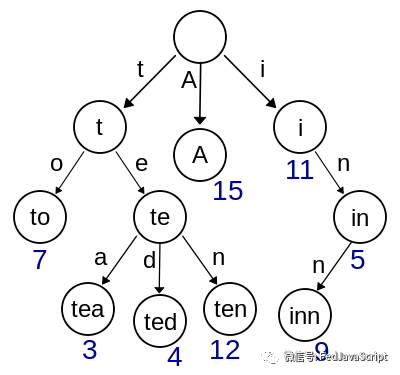 t A i
t A i
15 11
o e n
to te in
7 5
a d n n
tea ted ten inn
3 4 12 9
微信号: FedJavaScript